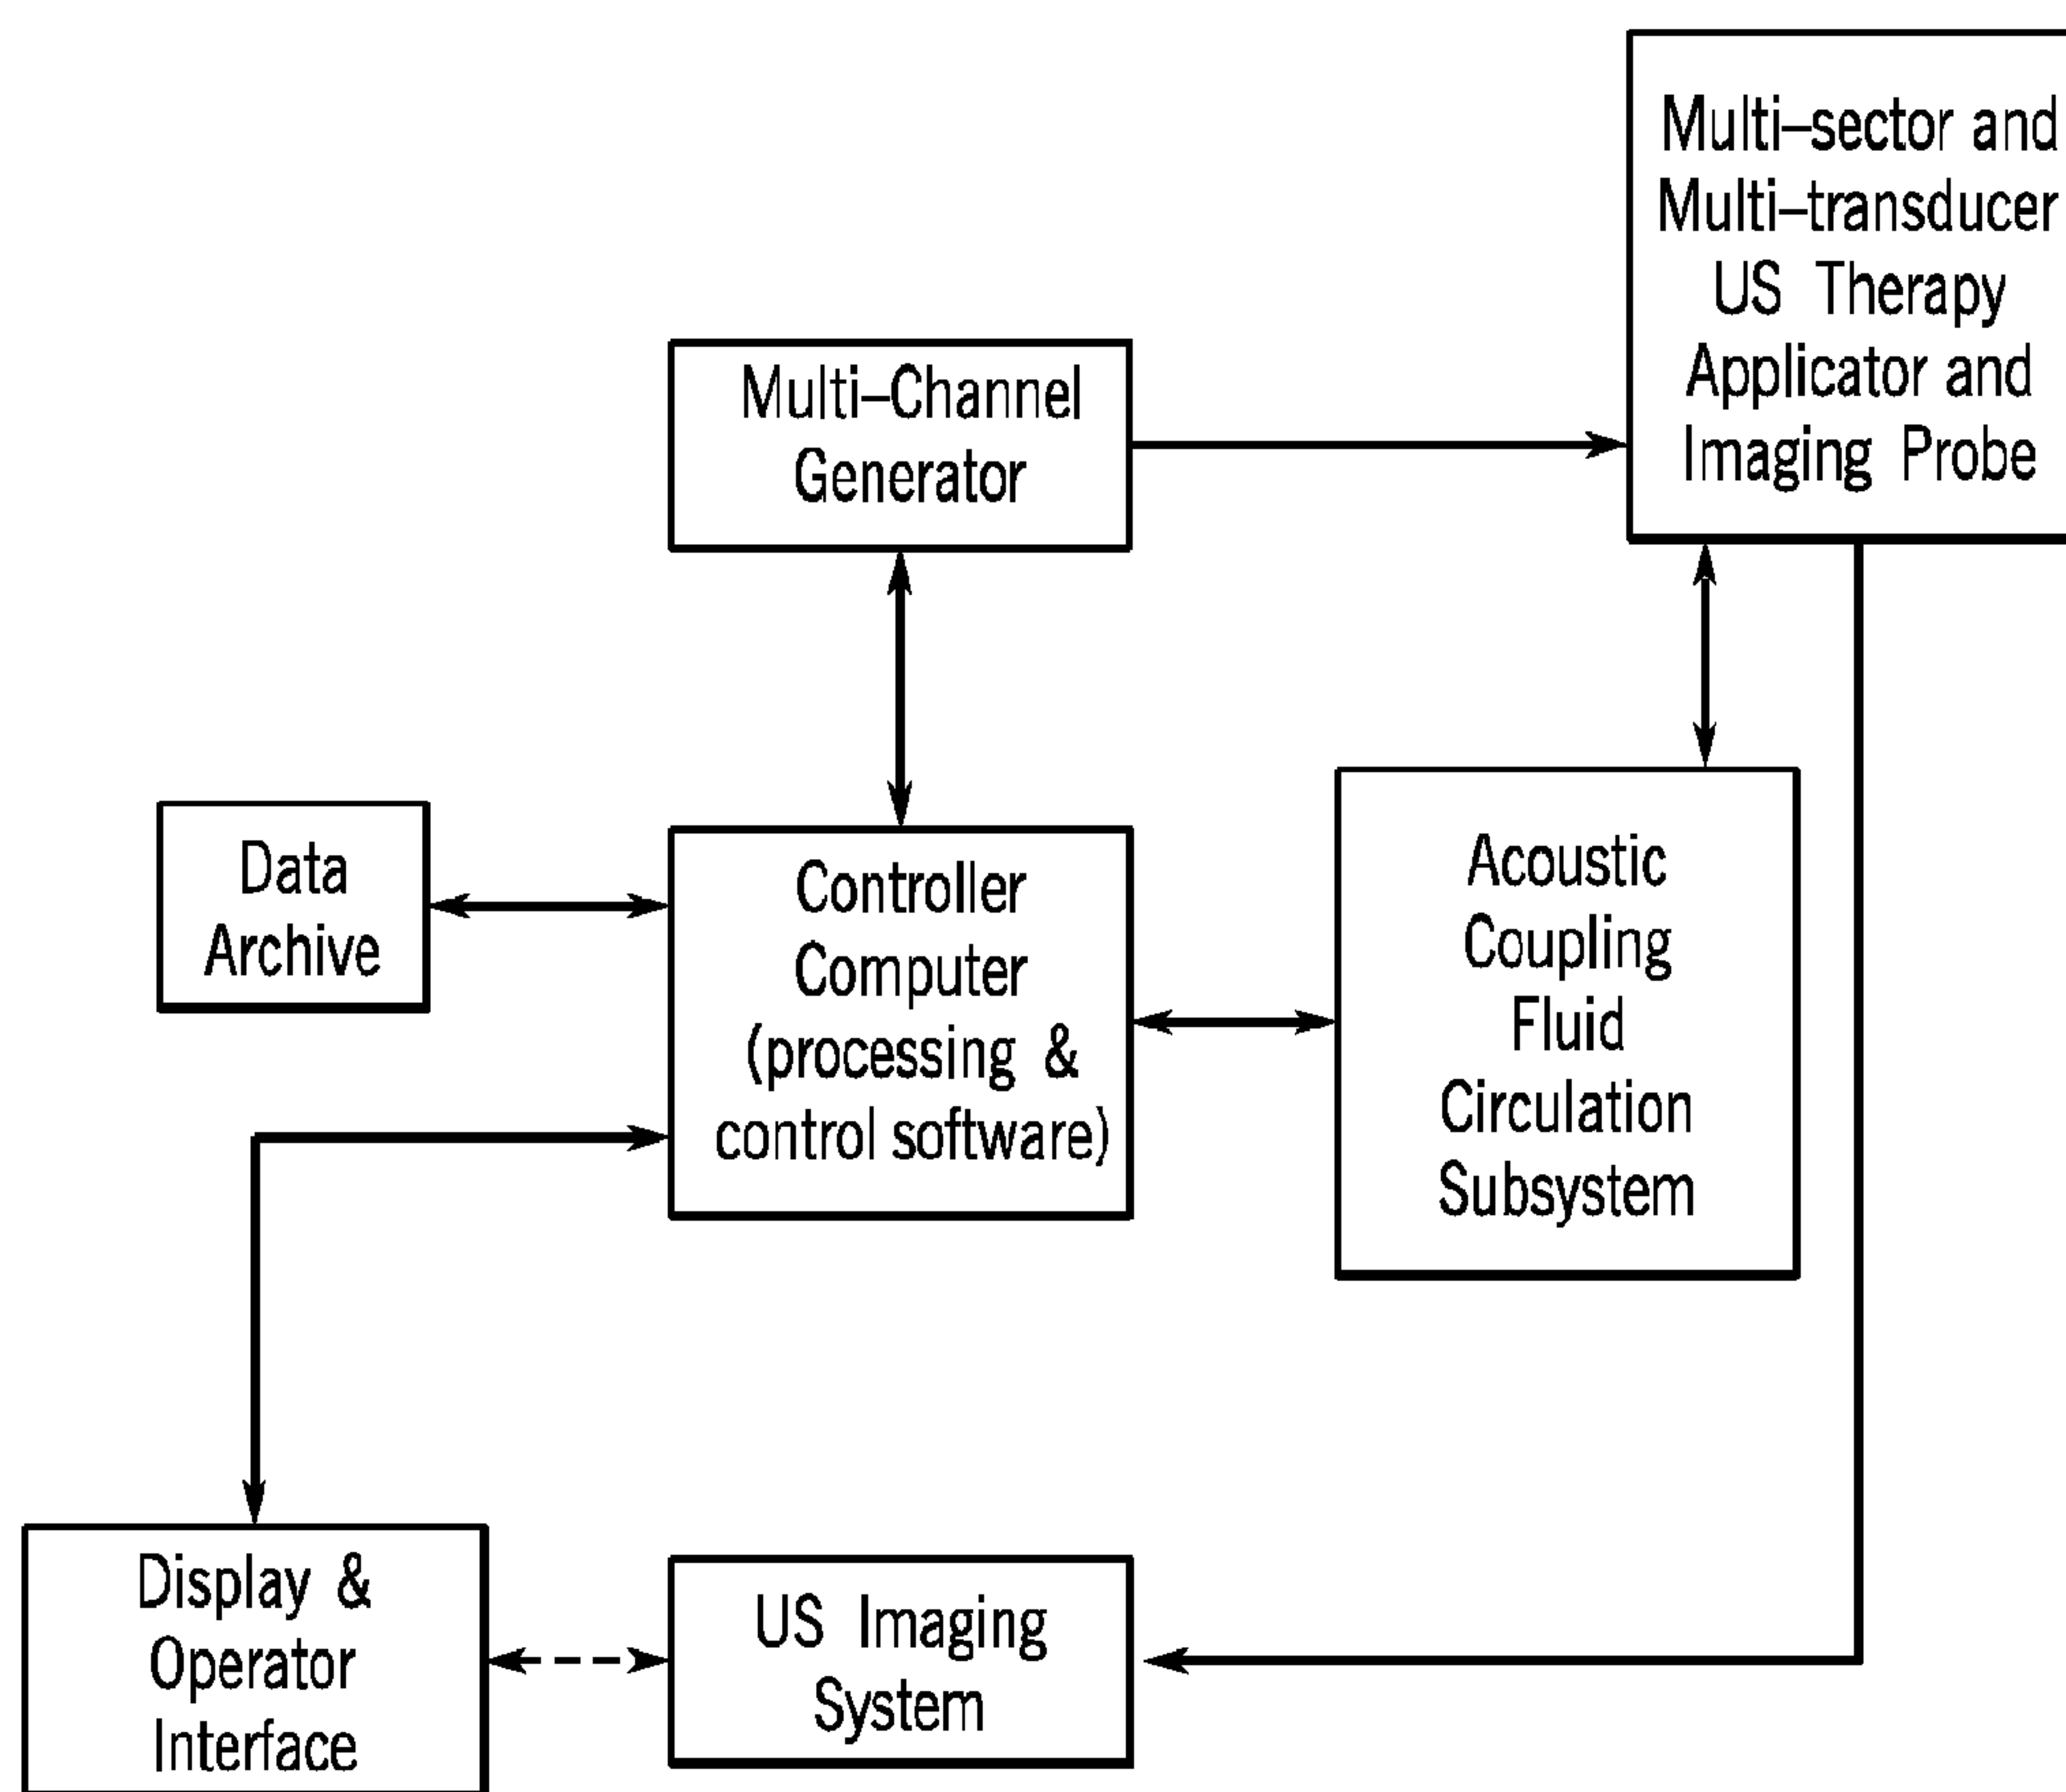 Multi–sector and
Multi–transducer
US Therapy
Applicator and
Imaging Probe
Multi–Channel
Generator
Data
Archive
Controller
Computer
(processing &
control software)
Acoustic
Coupling
Fluid
Circulation
Subsystem
Display &
Operator
Interface
US Imaging
System